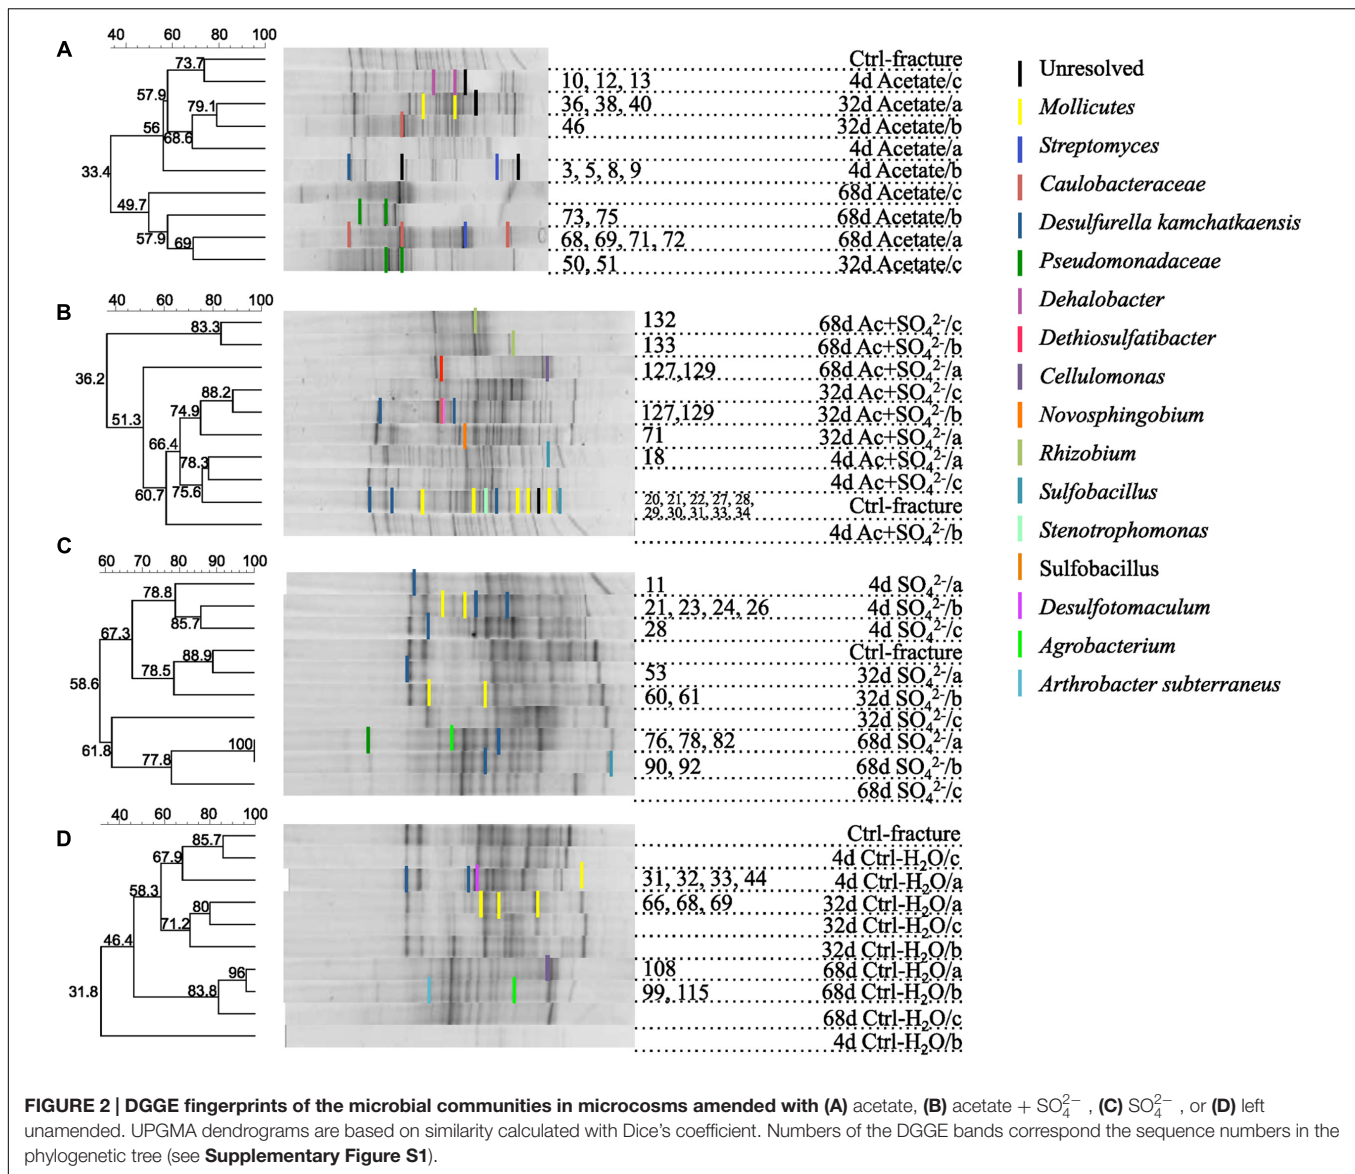 A
40 60 80 100
73.7
57.9
79.1
56
68.6
33.4
49.7
57.9
69
Ctrl-fracture
10, 12, 13 4d Acetate/c
36, 38, 40 32d Acetate/a
46 32d Acetate/b
4d Acetate/a
3, 5, 8, 9 4d Acetate/b
68d Acetate/c
73, 75 68d Acetate/b
68, 69, 71, 72 68d Acetate/a
50, 51 32d Acetate/c
B
40 60 80 100
83.3
36.2
88.2
51.3
74.9
66.4
78.3
60.7
75.6
132 68d Ac+SO₄²⁻/c
133 68d Ac+SO₄²⁻/b
127,129 68d Ac+SO₄²⁻/a
32d Ac+SO₄²⁻/c
127,129 32d Ac+SO₄²⁻/b
71 32d Ac+SO₄²⁻/a
18 4d Ac+SO₄²⁻/a
4d Ac+SO₄²⁻/c
20, 21, 22, 27, 28,
29, 30, 31, 33, 34 Ctrl-fracture
4d Ac+SO₄²⁻/b
C
60 70 80 90 100
78.8
85.7
67.3
88.9
78.5
58.6
61.8
100
77.8
11 4d SO₄²⁻/a
21, 23, 24, 26 4d SO₄²⁻/b
28 4d SO₄²⁻/c
Ctrl-fracture
53 32d SO₄²⁻/a
60, 61 32d SO₄²⁻/b
32d SO₄²⁻/c
76, 78, 82 68d SO₄²⁻/a
90, 92 68d SO₄²⁻/b
68d SO₄²⁻/c
D
40 60 80 100
85.7
67.9
58.3
80
71.2
46.4
96
83.8
31.8
Ctrl-fracture
4d Ctrl-H₂O/c
31, 32, 33, 44 4d Ctrl-H₂O/a
66, 68, 69 32d Ctrl-H₂O/a
32d Ctrl-H₂O/c
32d Ctrl-H₂O/b
108 68d Ctrl-H₂O/a
99, 115 68d Ctrl-H₂O/b
68d Ctrl-H₂O/c
4d Ctrl-H₂O/b
Unresolved
Mollicutes
Streptomyces
Caulobacteraceae
Desulfurella kamchatkaensis
Pseudomonadaceae
Dehalobacter
Dethiosulfatibacter
Cellulomonas
Novosphingobium
Rhizobium
Sulfobacillus
Stenotrophomonas
Sulfobacillus
Desulfotomaculum
Agrobacterium
Arthrobacter subterraneus
FIGURE 2 | DGGE fingerprints of the microbial communities in microcosms amended with (A) acetate, (B) acetate + SO₄²⁻ , (C) SO₄²⁻ , or (D) left
unamended. UPGMA dendrograms are based on similarity calculated with Dice's coefficient. Numbers of the DGGE bands correspond the sequence numbers in the
phylogenetic tree (see Supplementary Figure S1).